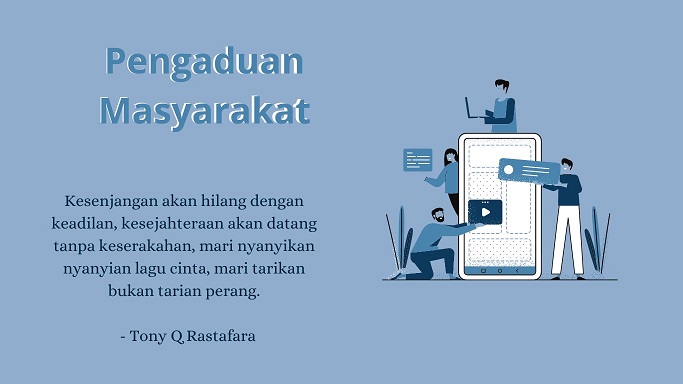 Pengaduan
Masyarakat
Kesenjangan akan hilang dengan
keadilan, kesejahteraan akan datang
tanpa keserakahan, mari nyanyikan
nyanyian lagu cinta, mari tarikan
bukan tarian perang.
- Tony Q Rastafara